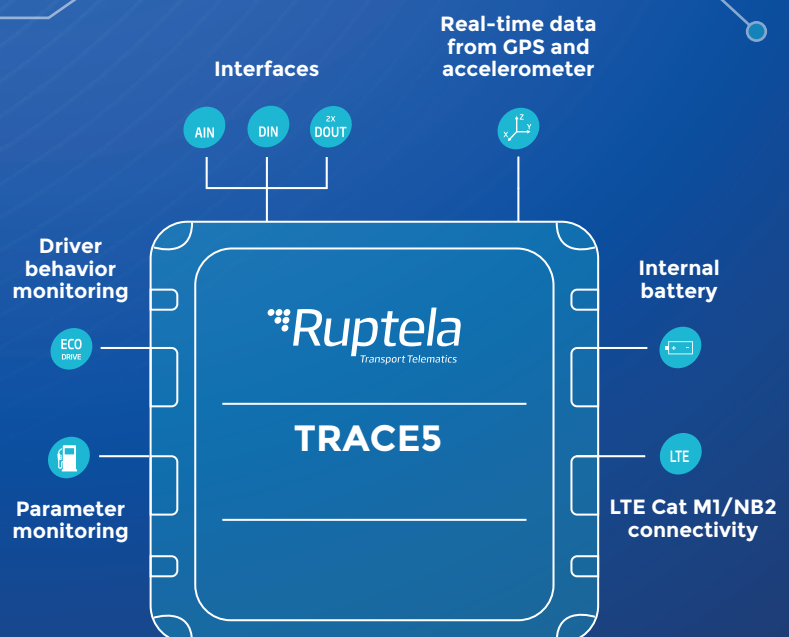 Real-time data
from GPS and
accelerometer
Interfaces
AIN
DIN
2X
DOUT
Z
X
Y
Driver
behavior
monitoring
ECO
DRIVE
Internal
battery
+ -
Ruptela
Transport Telematics
TRACE5
LTE
Parameter
monitoring
LTE Cat M1/NB2
connectivity